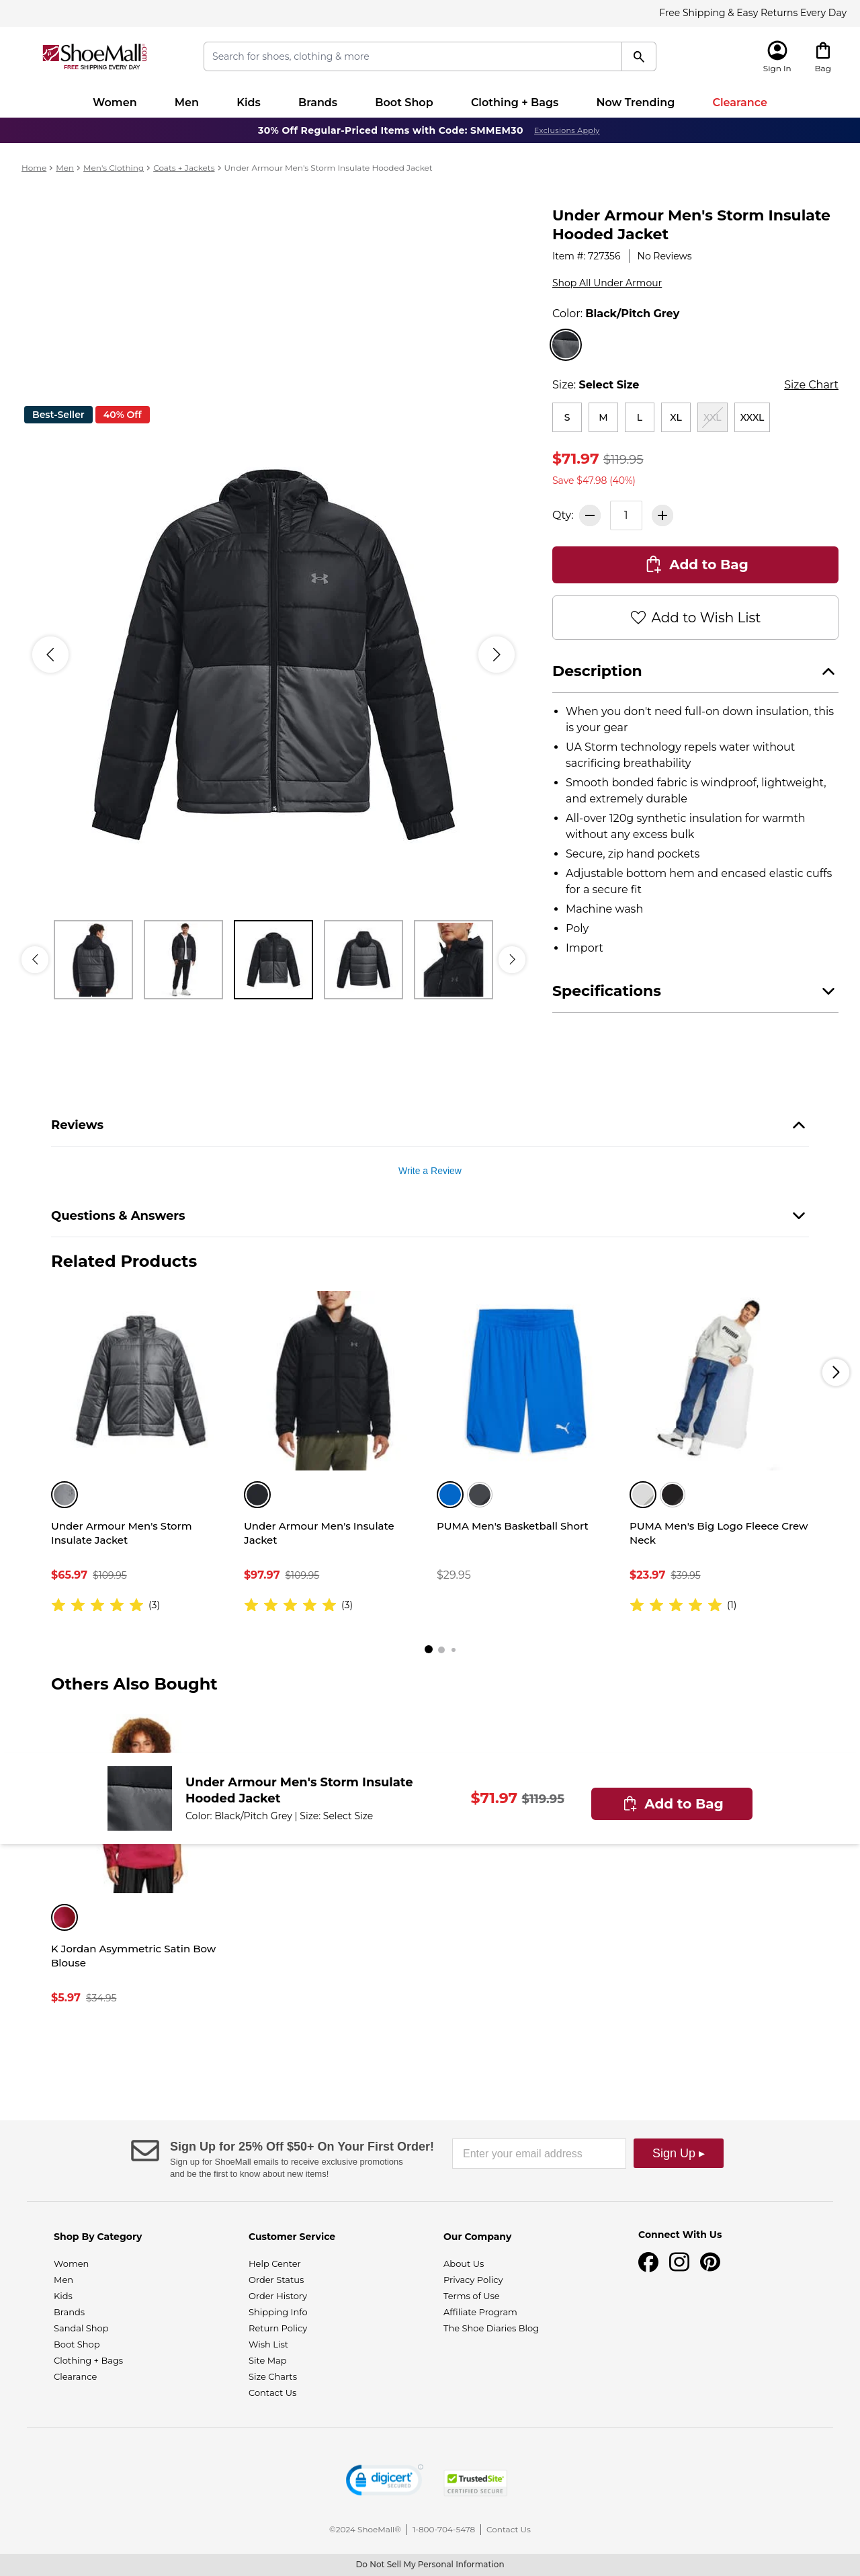 Free Shipping & Easy Returns Every Day
ShoeMall.com
FREE SHIPPING EVERY DAY
Search for shoes, clothing & more
Sign In
Bag
Women Men Kids Brands Boot Shop Clothing + Bags Now Trending Clearance
30% Off Regular-Priced Items with Code: SMMEM30 Exclusions Apply
Home > Men > Men's Clothing > Coats + Jackets > Under Armour Men's Storm Insulate Hooded Jacket
Under Armour Men's Storm Insulate
Hooded Jacket
Item #: 727356 | No Reviews
Shop All Under Armour
Color: Black/Pitch Grey
Size: Select Size
Size Chart
S M L XL XXL XXXL
Best-Seller
40% Off
$71.97 $119.95
Save $47.98 (40%)
Qty: 1
Add to Bag
Add to Wish List
Description
• When you don't need full-on down insulation, this
is your gear
• UA Storm technology repels water without
sacrificing breathability
• Smooth bonded fabric is windproof, lightweight,
and extremely durable
• All-over 120g synthetic insulation for warmth
without any excess bulk
• Secure, zip hand pockets
• Adjustable bottom hem and encased elastic cuffs
for a secure fit
• Machine wash
• Poly
• Import
Specifications
Reviews
Write a Review
Questions & Answers
Related Products
PUMA
Under Armour Men's Storm
Insulate Jacket
$65.97 $109.95
(3)
Under Armour Men's Insulate
Jacket
$97.97 $109.95
(3)
PUMA Men's Basketball Short
$29.95
PUMA Men's Big Logo Fleece Crew
Neck
$23.97 $39.95
(1)
Others Also Bought
Under Armour Men's Storm Insulate
Hooded Jacket
Color: Black/Pitch Grey | Size: Select Size
$71.97 $119.95
Add to Bag
K Jordan Asymmetric Satin Bow
Blouse
$5.97 $34.95
Sign Up for 25% Off $50+ On Your First Order!
Sign up for ShoeMall emails to receive exclusive promotions
and be the first to know about new items!
Enter your email address
Sign Up ▸
Shop By Category
Women
Men
Kids
Brands
Sandal Shop
Boot Shop
Clothing + Bags
Clearance
Customer Service
Help Center
Order Status
Order History
Shipping Info
Return Policy
Wish List
Site Map
Size Charts
Contact Us
Our Company
About Us
Privacy Policy
Terms of Use
Affiliate Program
The Shoe Diaries Blog
Connect With Us
digicert
SECURED
TrustedSite
CERTIFIED SECURE
©2024 ShoeMall® | 1-800-704-5478 | Contact Us
Do Not Sell My Personal Information